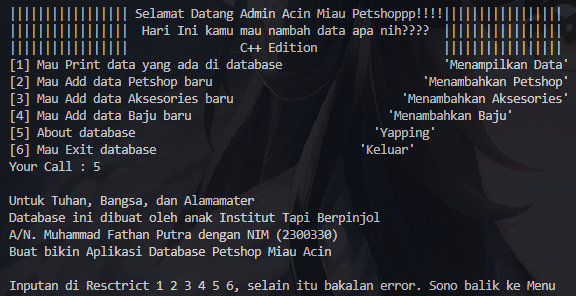 ||||||||||||||||| Selamat Datang Admin Acin Miau Petshoppp!!!!|||||||||||||||||
|||||||||||||||||  Hari Ini kamu mau nambah data apa nih????  |||||||||||||||||
|||||||||||||||||                C++ Edition                  |||||||||||||||||
[1] Mau Print data yang ada di database                       'Menampilkan Data'
[2] Mau Add data Petshop baru                              'Menambahkan Petshop'
[3] Mau Add data Aksesories baru                        'Menambahkan Aksesories'
[4] Mau Add data Baju baru                            'Menambahkan Baju'
[5] About database                                  'Yapping'
[6] Mau Exit database                             'Keluar'
Your Call : 5

Untuk Tuhan, Bangsa, dan Alamamater
Database ini dibuat oleh anak Institut Tapi Berpinjol
A/N. Muhammad Fathan Putra dengan NIM (2300330)
Buat bikin Aplikasi Database Petshop Miau Acin

Inputan di Resctrict 1 2 3 4 5 6, selain itu bakalan error. Sono balik ke Menu